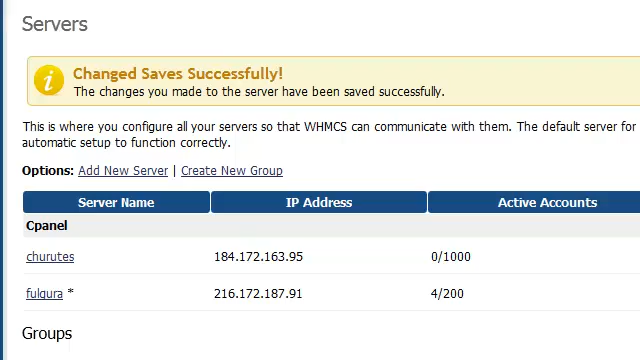 Servers
Changed Saves Successfully!
The changes you made to the server have been saved successfully.
This is where you configure all your servers so that WHMCS can communicate with them. The default server for
automatic setup to function correctly.
Options: Add New Server | Create New Group
Server Name IP Address Active Accounts
Cpanel
churutes 184.172.163.95 0/1000
fulgura * 216.172.187.91 4/200
Groups